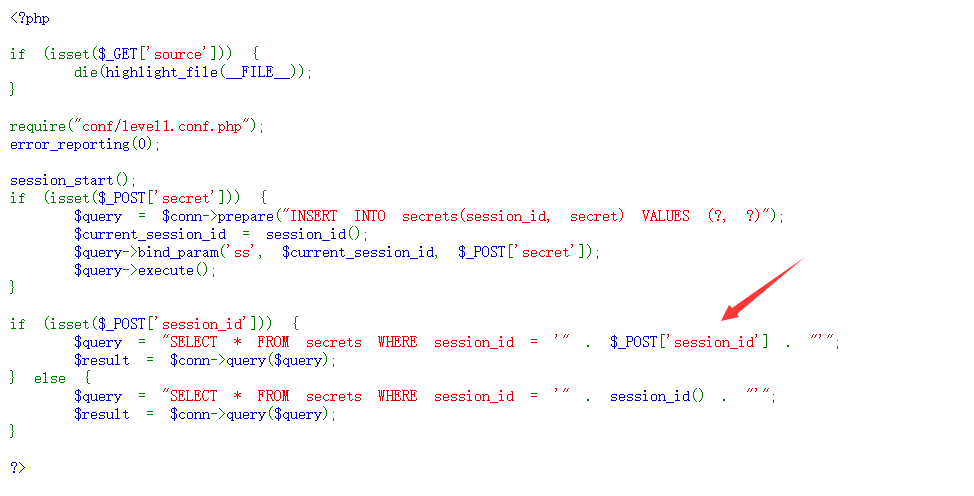 <?php
if (isset($_GET['source'])) {
die(highlight_file(__FILE__));
}
require("conf/level1.conf.php");
error_reporting(0);
session_start();
if (isset($_POST['secret'])) {
$query = $conn->prepare("INSERT INTO secrets(session_id, secret) VALUES (?, ?)");
$current_session_id = session_id();
$query->bind_param('ss', $current_session_id, $_POST['secret']);
$query->execute();
}
if (isset($_POST['session_id'])) {
$query = "SELECT * FROM secrets WHERE session_id = '" . $_POST['session_id'] . "'";
$result = $conn->query($query);
} else {
$query = "SELECT * FROM secrets WHERE session_id = '" . session_id() . "'";
$result = $conn->query($query);
}
?>